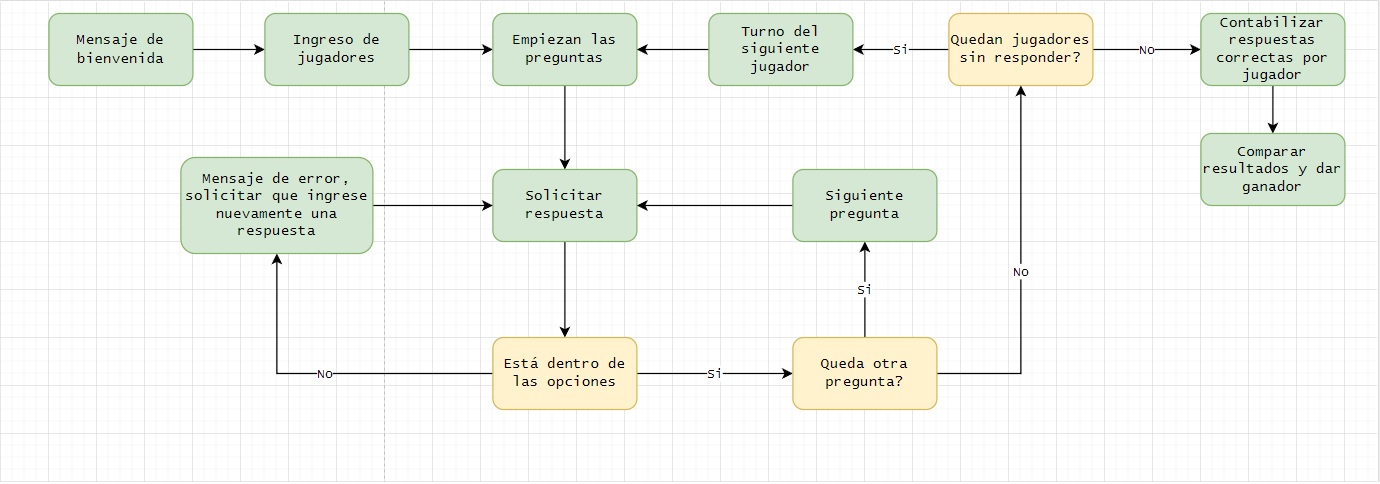 Mensaje de
bienvenida
Ingreso de
jugadores
Empiezan las
preguntas
Turno del
siguiente
jugador
Si
Quedan jugadores
sin responder?
No
Contabilizar
respuestas
correctas por
jugador
Comparar
resultados y dar
ganador
Mensaje de error,
solicitar que ingrese
nuevamente una
respuesta
Solicitar
respuesta
Siguiente
pregunta
No
Si
Está dentro de
las opciones
Queda otra
pregunta?
No
Si